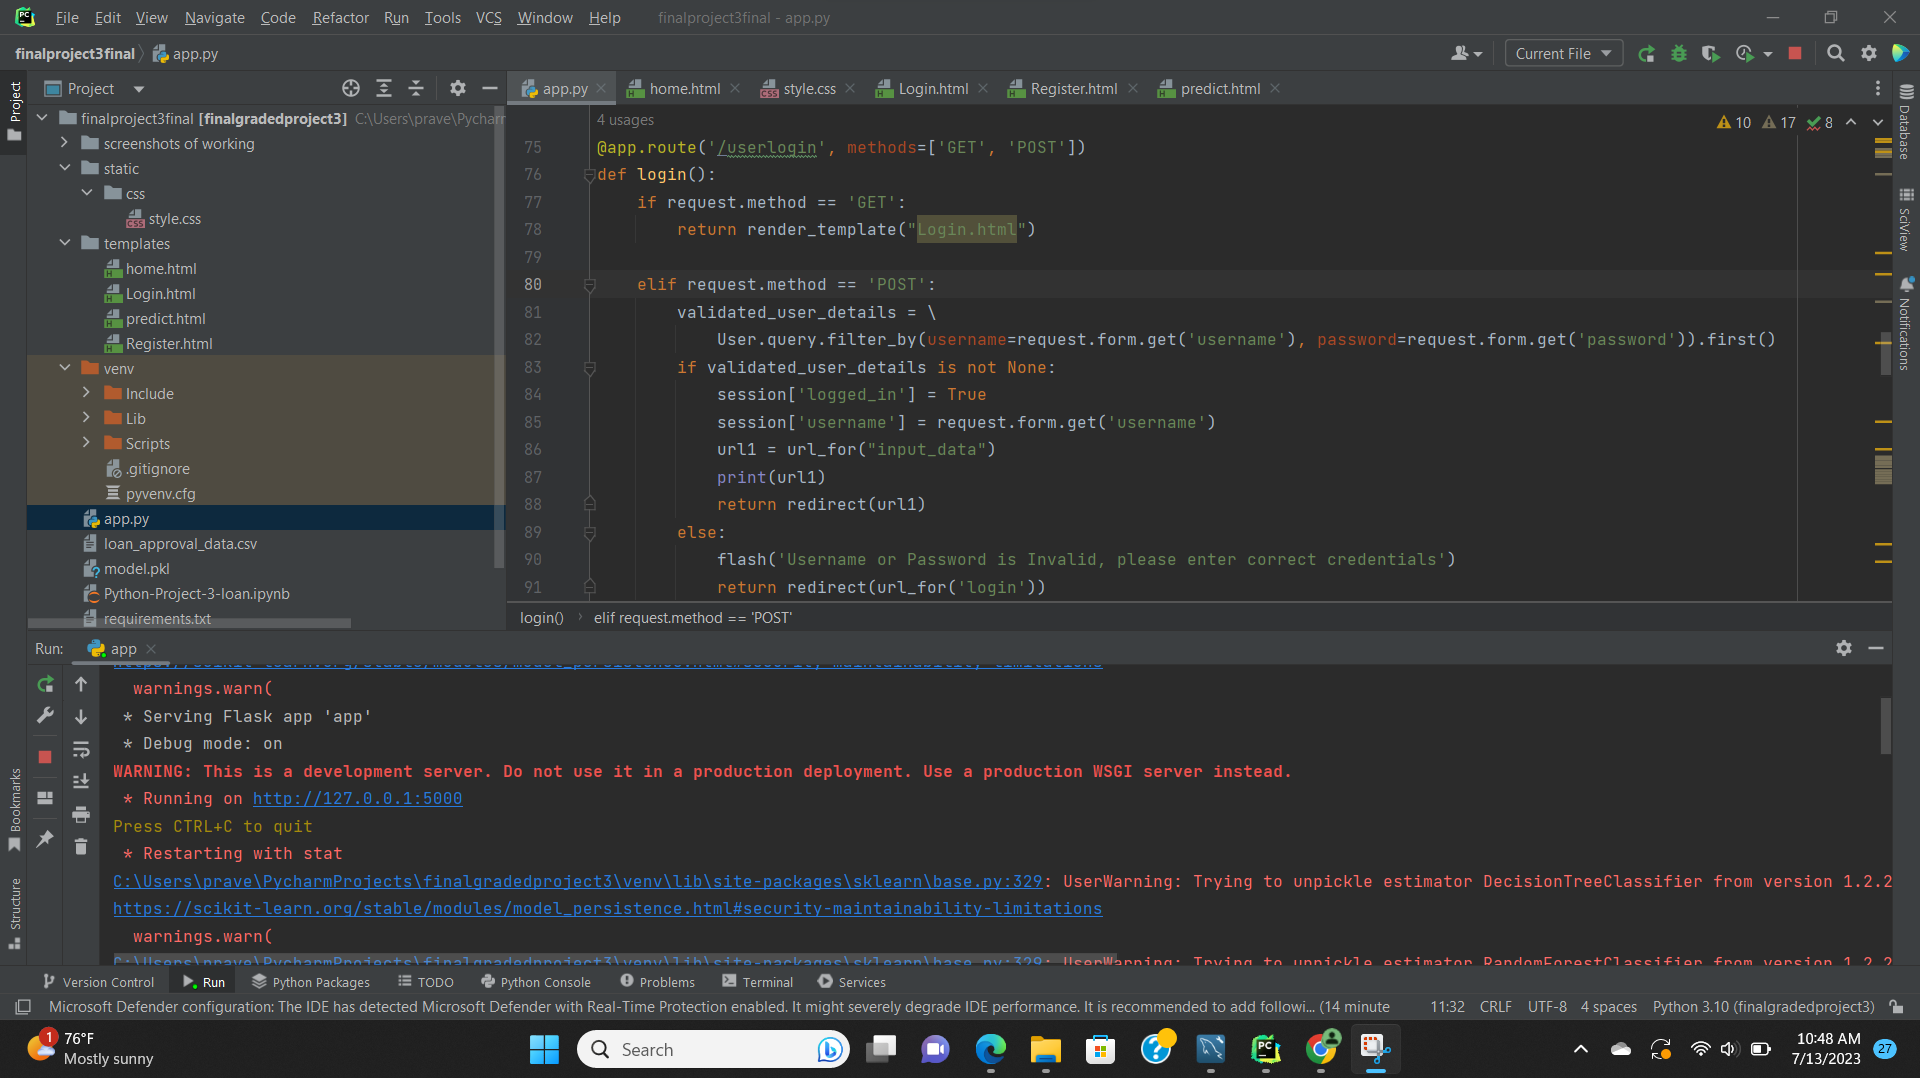 File Edit View Navigate Code Refactor Run Tools VCS Window Help finalproject3final - app.py
finalproject3final app.py
Current File
Project
Project
app.py home.html style.css Login.html Register.html predict.html
Database
SciView
Notifications
finalproject3final [finalgradedproject3] C:\Users\prave\Pycharm
screenshots of working
static
css
style.css
templates
home.html
Login.html
predict.html
Register.html
venv
Include
Lib
Scripts
.gitignore
pyvenv.cfg
app.py
loan_approval_data.csv
model.pkl
Python-Project-3-loan.ipynb
requirements.txt
4 usages
10 17 8
75 @app.route('/userlogin', methods=['GET', 'POST'])
76 def login():
77 if request.method == 'GET':
78 return render_template("Login.html")
79
80 elif request.method == 'POST':
81 validated_user_details = \
82 User.query.filter_by(username=request.form.get('username'), password=request.form.get('password')).first()
83 if validated_user_details is not None:
84 session['logged_in'] = True
85 session['username'] = request.form.get('username')
86 url1 = url_for("input_data")
87 print(url1)
88 return redirect(url1)
89 else:
90 flash('Username or Password is Invalid, please enter correct credentials')
91 return redirect(url_for('login'))
login() elif request.method == 'POST'
Run: app
https://scikit-learn.org/stable/modules/model_persistence.html#security-maintainability-limitations
warnings.warn(
* Serving Flask app 'app'
* Debug mode: on
WARNING: This is a development server. Do not use it in a production deployment. Use a production WSGI server instead.
* Running on http://127.0.0.1:5000
Press CTRL+C to quit
* Restarting with stat
C:\Users\prave\PycharmProjects\finalgradedproject3\venv\lib\site-packages\sklearn\base.py:329: UserWarning: Trying to unpickle estimator DecisionTreeClassifier from version 1.2.2
https://scikit-learn.org/stable/modules/model_persistence.html#security-maintainability-limitations
warnings.warn(
C:\Users\prave\PycharmProjects\finalgradedproject3\venv\lib\site-packages\sklearn\base.py:329: UserWarning: Trying to unpickle estimator RandomForestClassifier from version 1.2.2
Bookmarks
Structure
Version Control Run Python Packages TODO Python Console Problems Terminal Services
Microsoft Defender configuration: The IDE has detected Microsoft Defender with Real-Time Protection enabled. It might severely degrade IDE performance. It is recommended to add followi... (14 minute 11:32 CRLF UTF-8 4 spaces Python 3.10 (finalgradedproject3)
1
76°F
Mostly sunny
Search
10:48 AM
7/13/2023
27